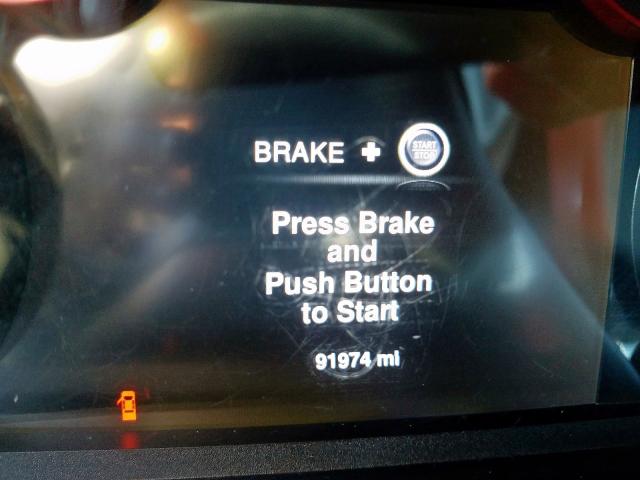 BRAKE + START
STOP
Press Brake
and
Push Button
to Start
91974 mi